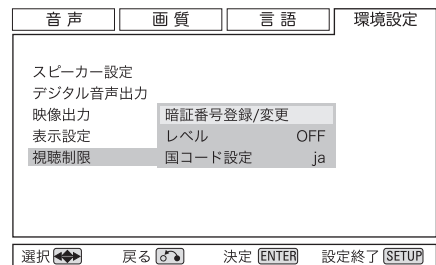 音声 画質 言語 環境設定
スピーカー設定
デジタル音声出力
映像出力 暗証番号登録/変更
表示設定 レベル OFF
視聴制限 国コード設定 ja
選択 戻る 決定 ENTER 設定終了 SETUP